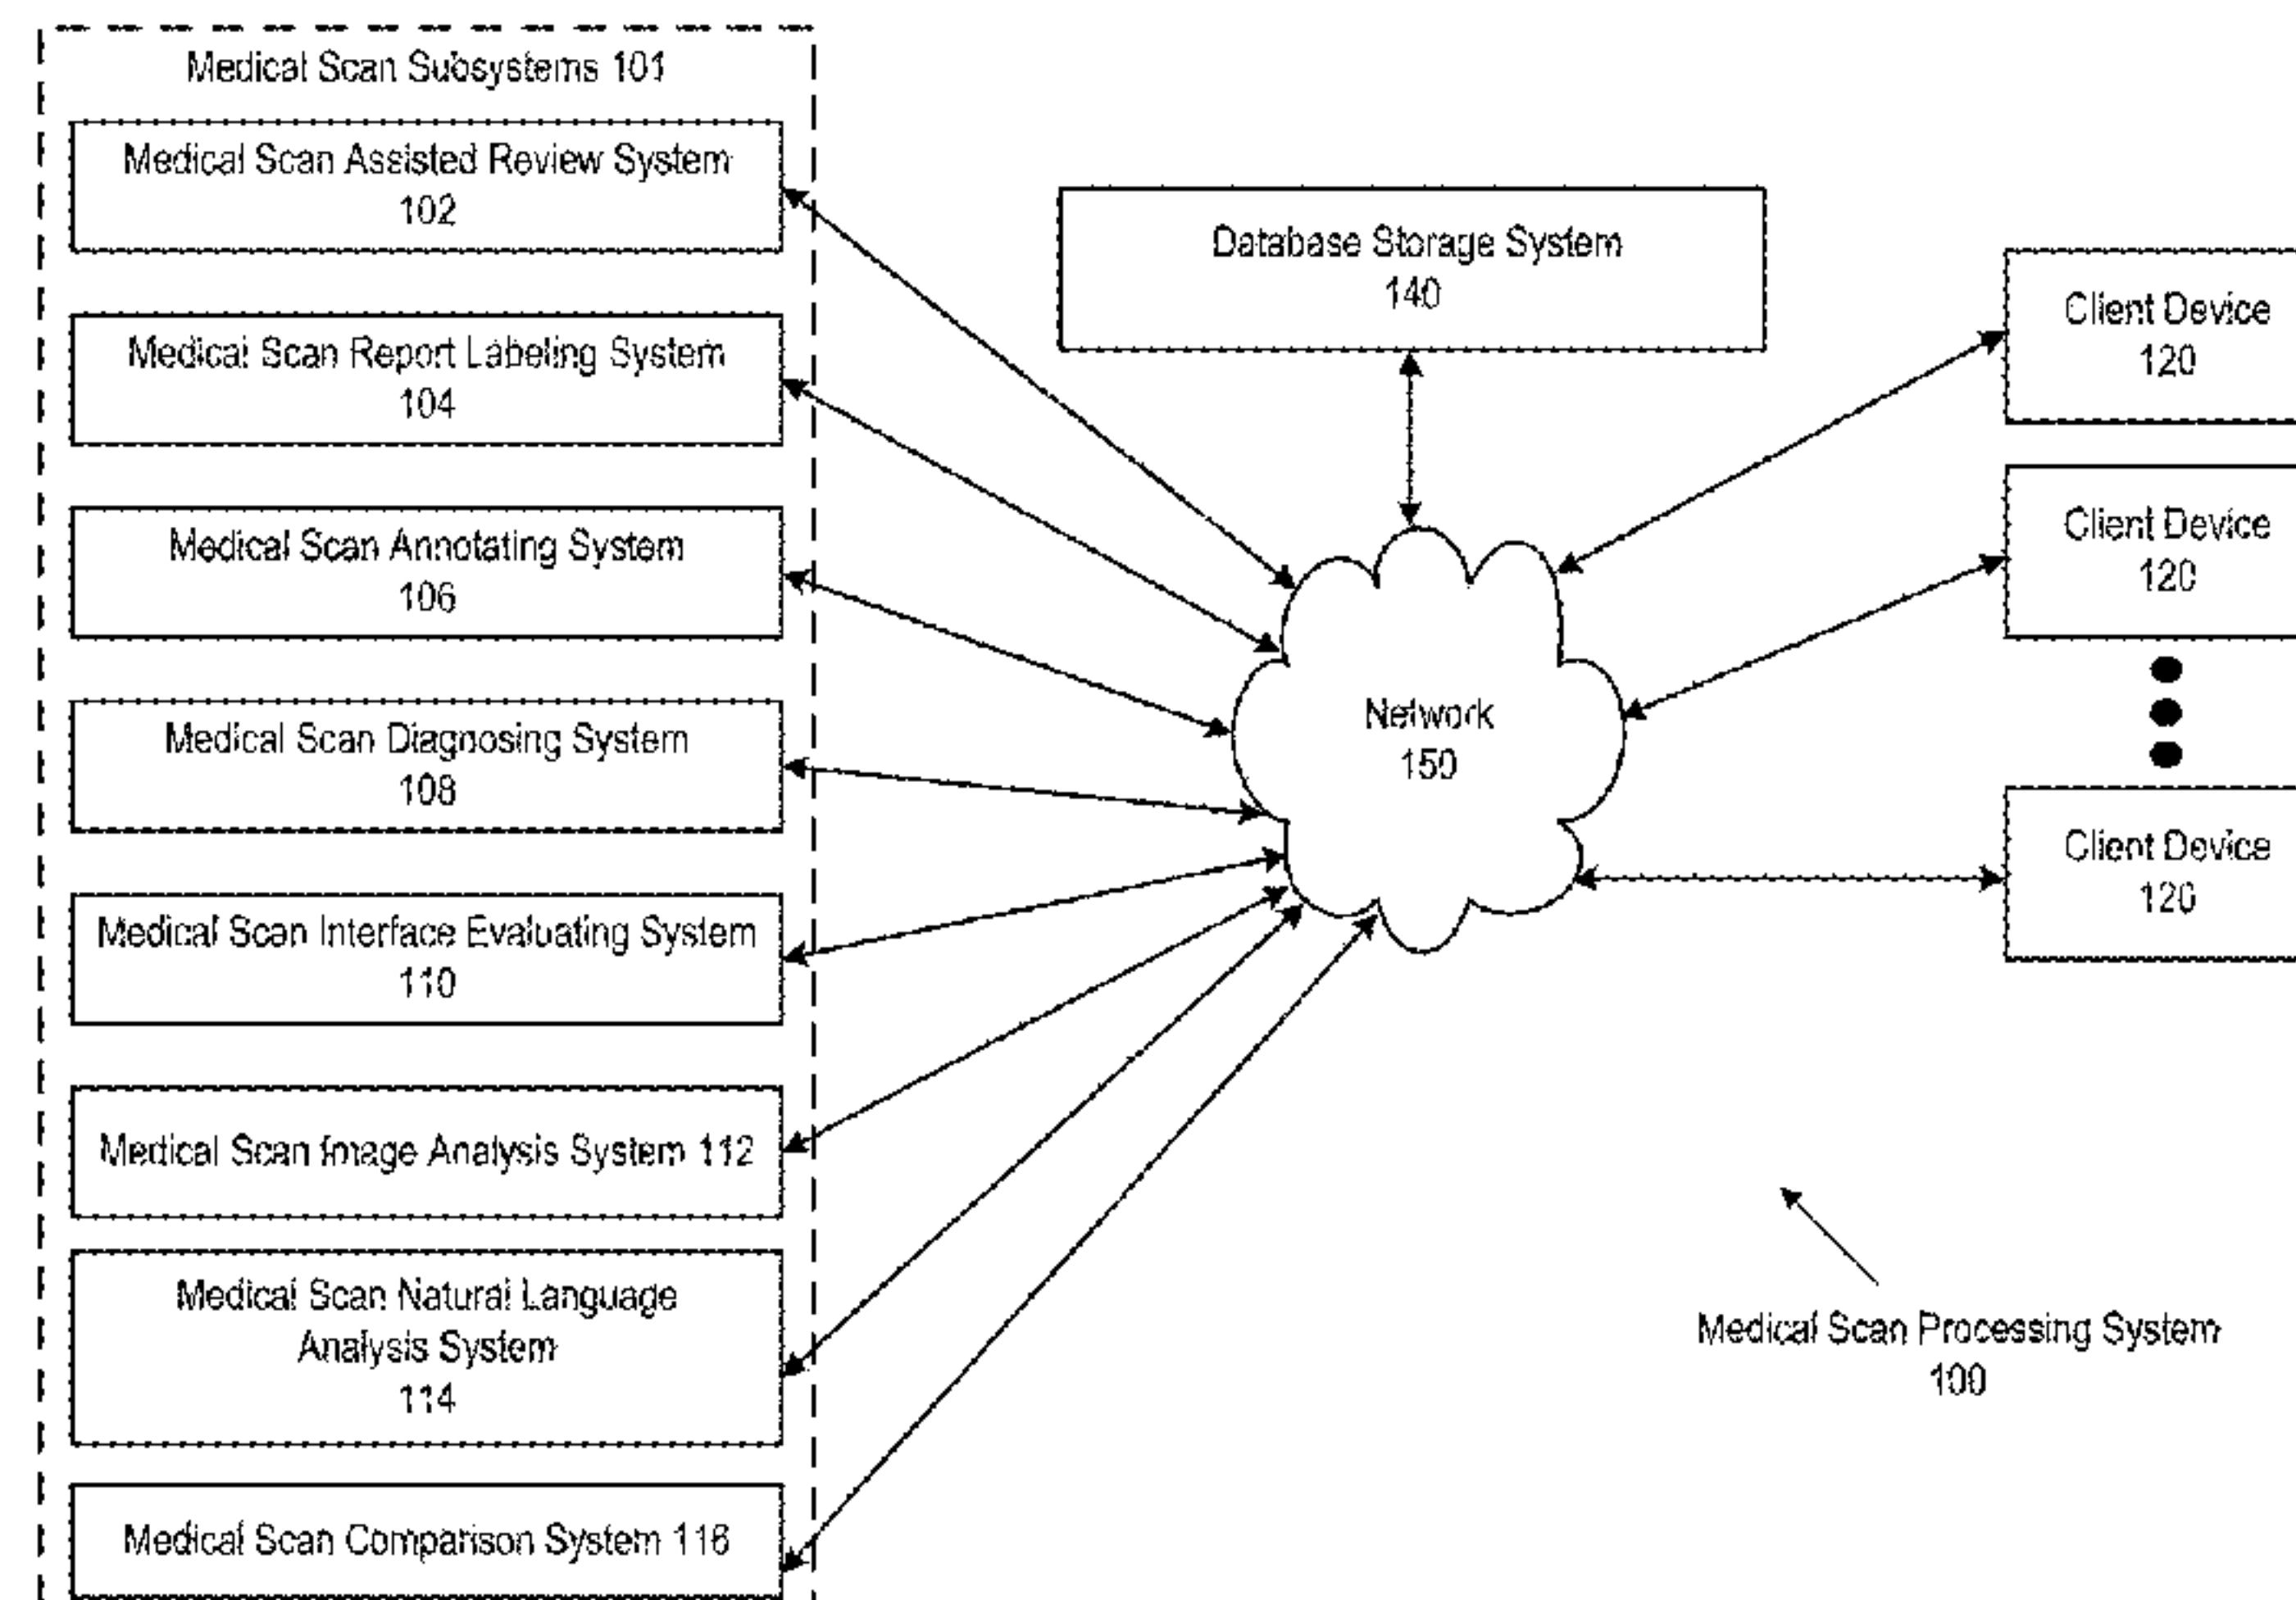 Medical Scan Subsystems 101
Medical Scan Assisted Review System
102
Medical Scan Report Labeling System
104
Medical Scan Annotating System
106
Medical Scan Diagnosing System
108
Medical Scan Interface Evaluating System
110
Medical Scan Image Analysis System 112
Medical Scan Natural Language
Analysis System
114
Medical Scan Comparison System 116
Database Storage System
140
Network
150
Client Device
120
Client Device
120
Client Device
120
Medical Scan Processing System
100